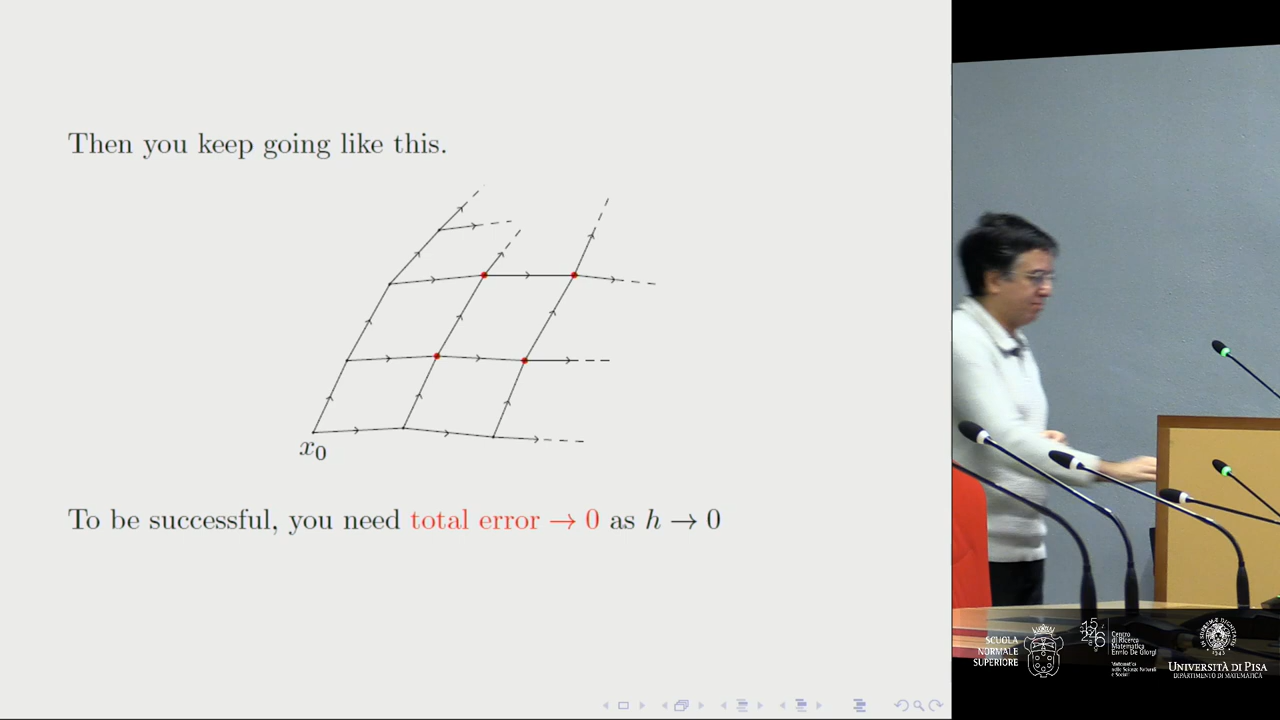 Then you keep going like this.
x0
To be successful, you need total error → 0 as h → 0
SCUOLA
NORMALE
SUPERIORE
Centro
di Ricerca
Matematica
Ennio De Giorgi
UNIVERSITÀ DI PISA
DIPARTIMENTO DI MATEMATICA